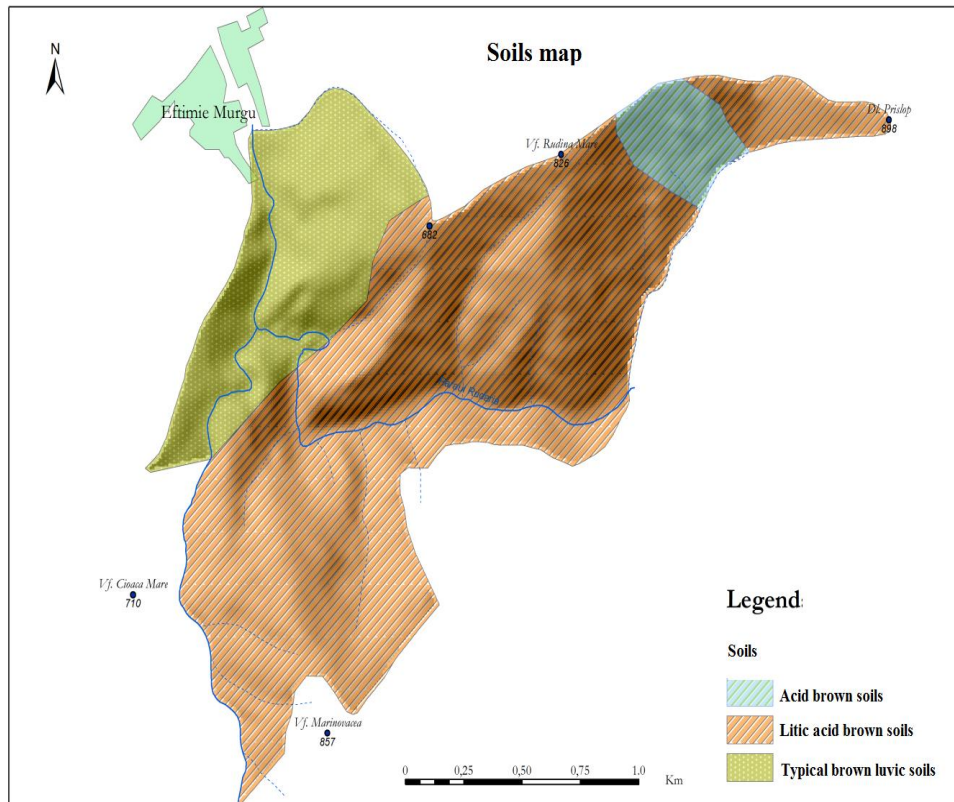 Soils map
N
Eftimie Murgu
Dl. Prislop
898
Vf. Rudina Mare
826
682
Paraul Rudaria
Vf. Cioaca Mare
710
Vf. Marinovacea
857
Legend:
Soils
Acid brown soils
Litic acid brown soils
Typical brown luvic soils
0 0,25 0,50 0,75 1.0
Km